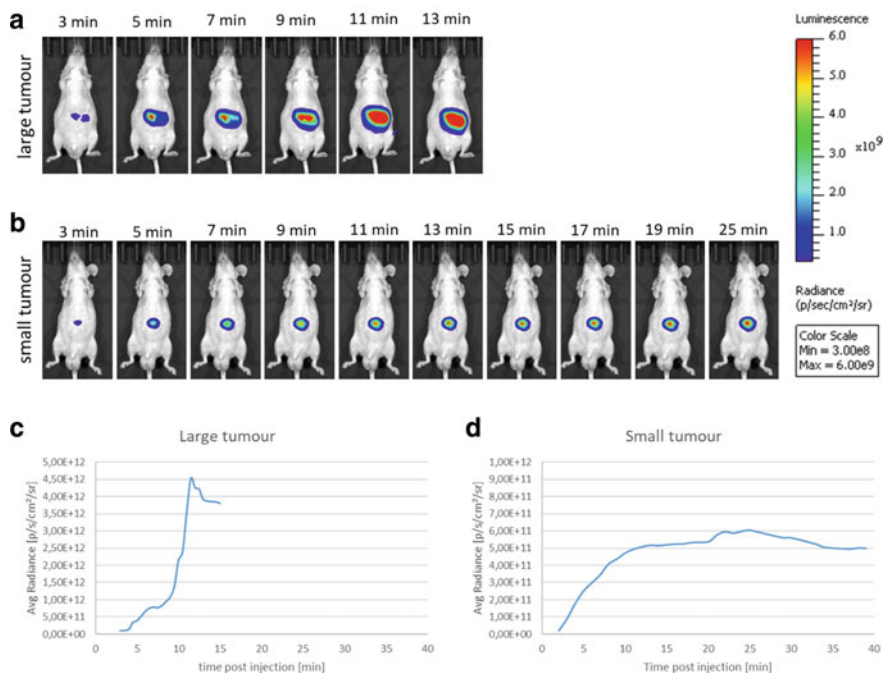 a
3 min 5 min 7 min 9 min 11 min 13 min
large tumour
b
3 min 5 min 7 min 9 min 11 min 13 min 15 min 17 min 19 min 25 min
small tumour
Luminescence
6.0
5.0
4.0
x10⁹
3.0
2.0
1.0
Radiance
(p/sec/cm²/sr)
Color Scale
Min = 3.00e8
Max = 6.00e9
c
Large tumour
Avg Radiance [p/s/cm²/sr]
5,00E+12
4,50E+12
4,00E+12
3,50E+12
3,00E+12
2,50E+12
2,00E+12
1,50E+12
1,00E+12
5,00E+11
0,00E+00
0 5 10 15 20 25 30 35 40
time post injection [min]
d
Small tumour
Avg Radiance [p/s/cm²/sr]
1,00E+12
9,00E+11
8,00E+11
7,00E+11
6,00E+11
5,00E+11
4,00E+11
3,00E+11
2,00E+11
1,00E+11
0,00E+00
0 5 10 15 20 25 30 35 40
Time post injection [min]